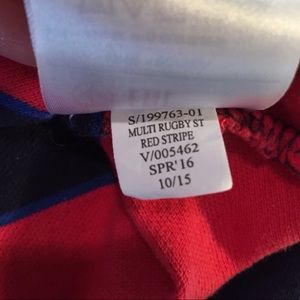 S/199763-01
MULTI RUGBY ST
RED STRIPE
V/005462
SPR'16
10/15